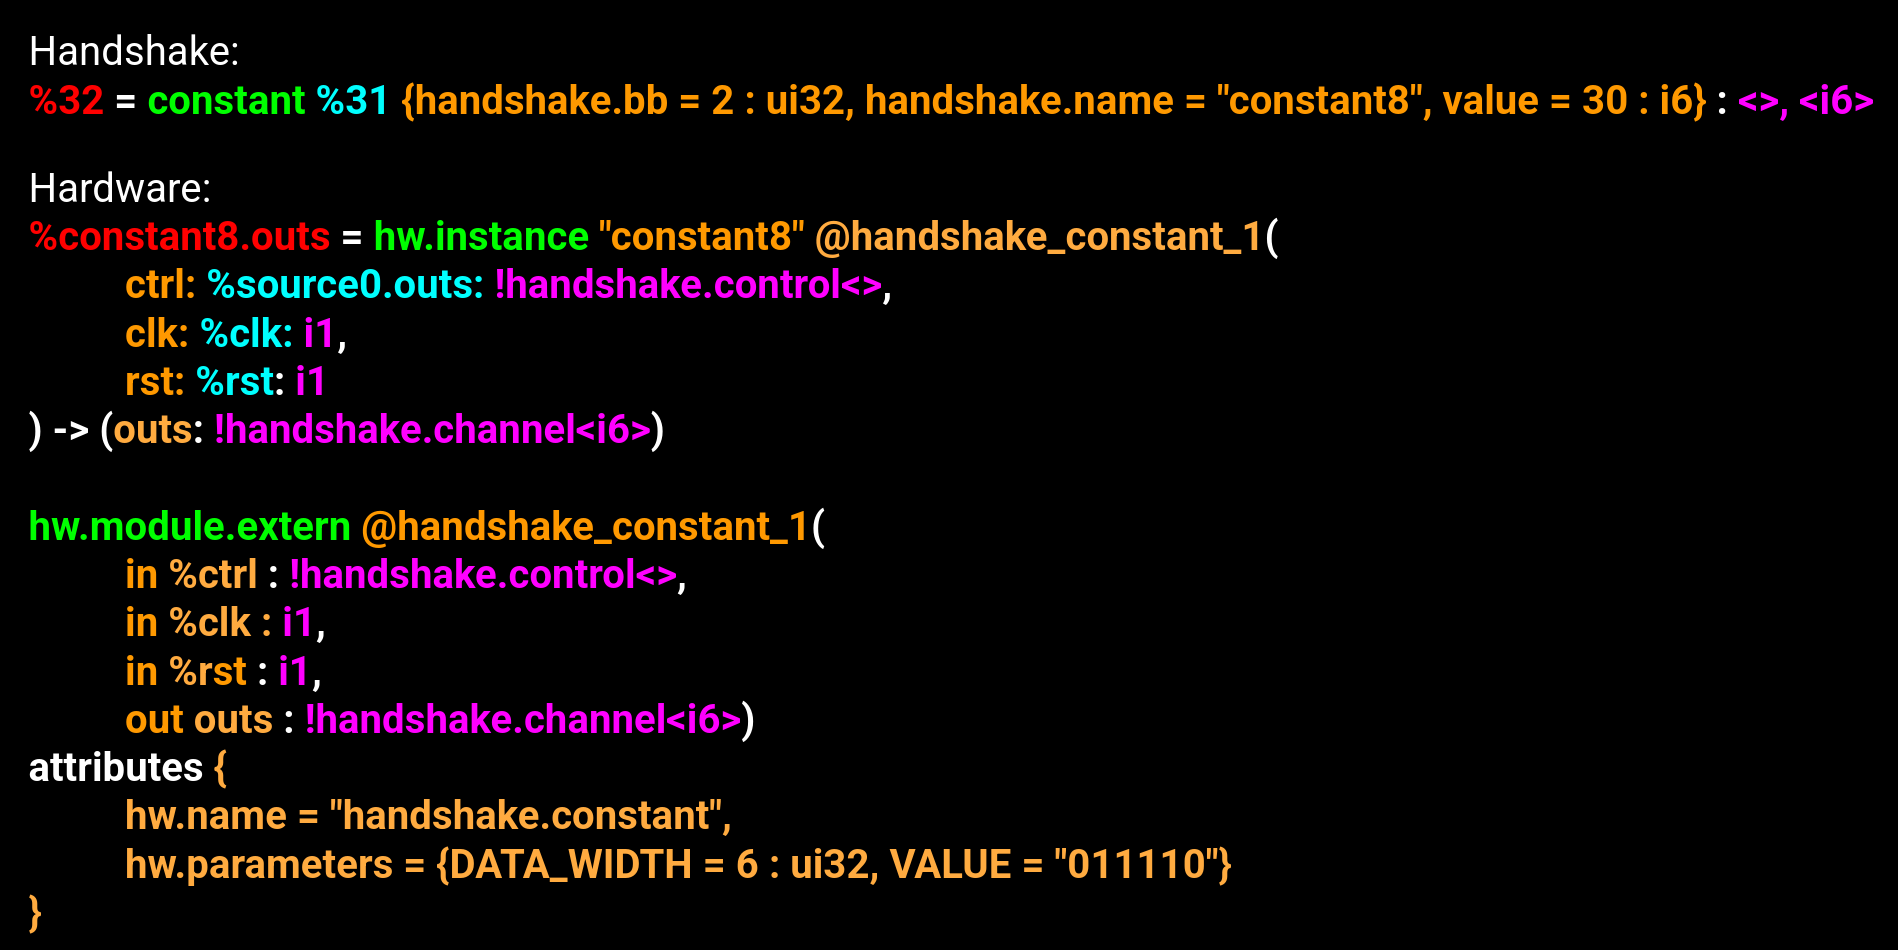 Handshake:
%32 = constant %31 {handshake.bb = 2 : ui32, handshake.name = "constant8", value = 30 : i6} : <>, <i6>
Hardware:
%constant8.outs = hw.instance "constant8" @handshake_constant_1(
ctrl: %source0.outs: !handshake.control<>,
clk: %clk: i1,
rst: %rst: i1
) -> (outs: !handshake.channel<i6>)
hw.module.extern @handshake_constant_1(
in %ctrl : !handshake.control<>,
in %clk : i1,
in %rst : i1,
out outs : !handshake.channel<i6>)
attributes {
hw.name = "handshake.constant",
hw.parameters = {DATA_WIDTH = 6 : ui32, VALUE = "011110"}
}